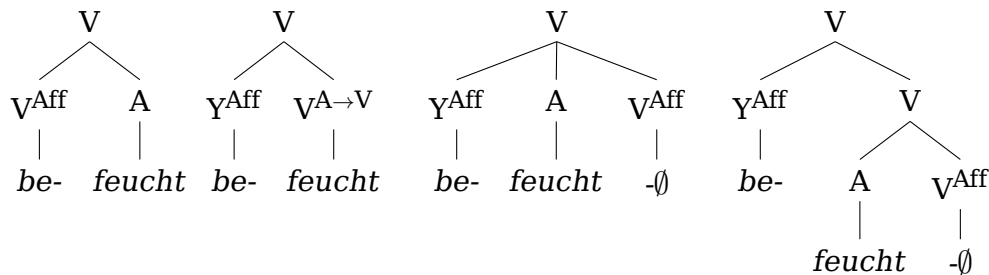 V V V V
V^Aff A Y^Aff V^A→V Y^Aff A V^Aff Y^Aff V
be- feucht be- feucht be- feucht -∅ be- A V^Aff
feucht -∅